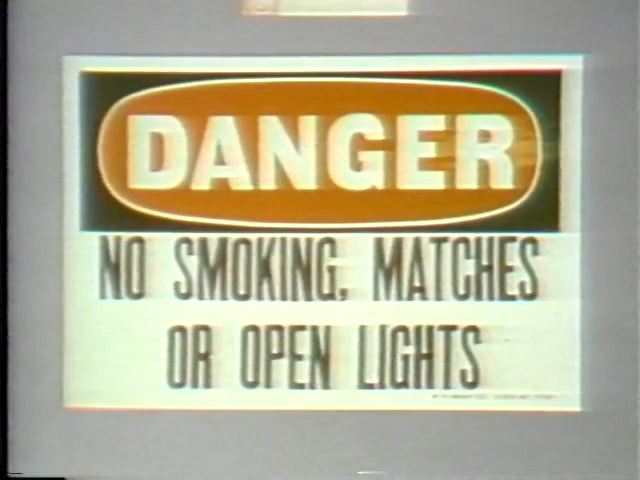 DANGER
NO SMOKING, MATCHES
OR OPEN LIGHTS